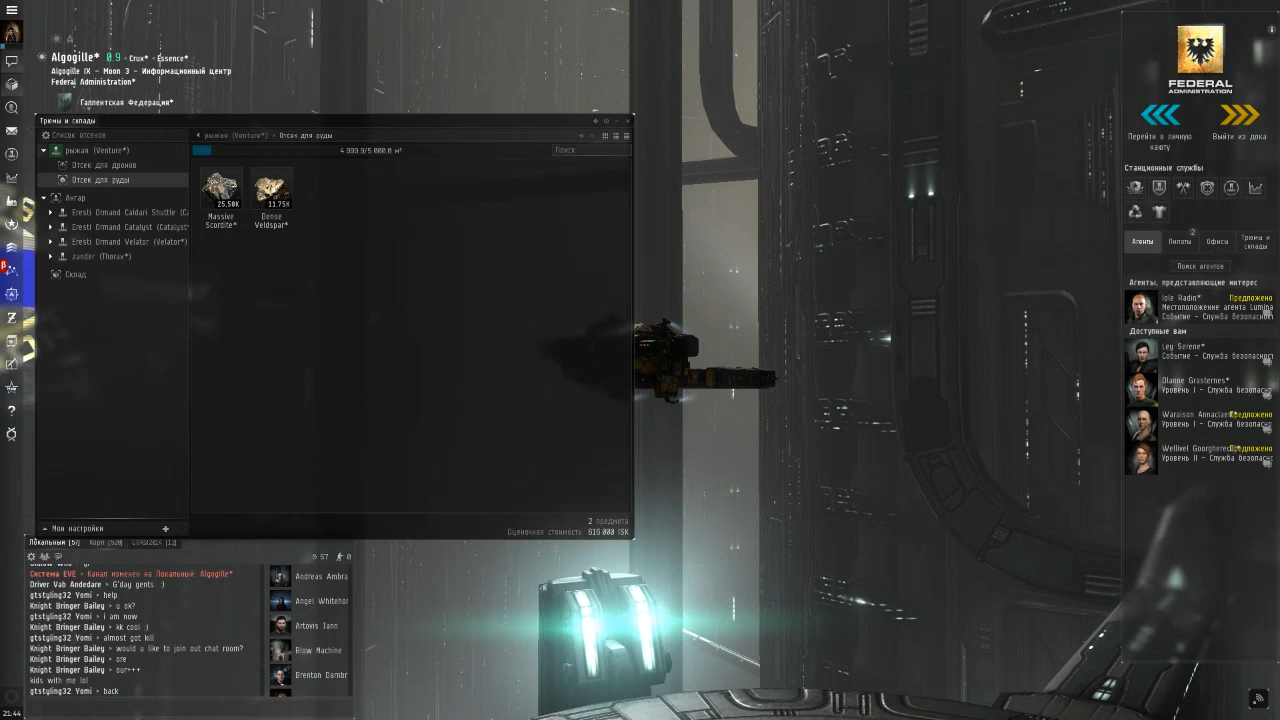 Algogille* 0.9 · Crux* · Essence*
Algogille IX - Moon 3 - Информационный центр
Federal Administration*
Галлентская Федерация*
Трюмы и склады
Список отсеков
рыжая (Venture*)
Отсек для дронов
Отсек для руды
Ангар
Eresti Ormand Caldari Shuttle (Ca
Eresti Ormand Catalyst (Catalyst*
Eresti Ormand Velator (Velator*)
zander (Thorax*)
Склад
Мои настройки
рыжая (Venture*) > Отсек для руды
4 999.9/5 000.0 м³
Поиск
25.50K
Massive
Scordite*
11.75K
Dense
Veldspar*
2 предмета
Оценочная стоимость: 616 000 ISK
Локальный [57]
Корп [520]
57
0
Система EVE > Канал изменен на Локальный: Algogille*
Driver Vab Andedare > G'day gents :)
gtstyling32 Yomi > help
Knight Bringer Bailey > u ok?
gtstyling32 Yomi > i am now
Knight Bringer Bailey > kk cool :)
gtstyling32 Yomi > almost got kill
Knight Bringer Bailey > would u like to join out chat room?
Knight Bringer Bailey > ore
Knight Bringer Bailey > our+++
kids with me lol
gtstyling32 Yomi > back
Andreas Ambra
Angel Whitehor
Artovis Tann
Blow Machine
Brenton Dambr
21:44
FEDERAL
ADMINISTRATION
Перейти в личную
каюту
Выйти из дока
Станционные службы
Агенты
Пилоты
2
Офисы
Трюмы и
склады
Поиск агентов
Агенты, представляющие интерес
Iole Radin*
Предложено
Местоположение агента Lumina
Событие - Служба безопасност
Доступные вам
Ley Serene*
Событие - Служба безопасност
Olanne Grasternes*
Уровень I - Служба безопасн
Waraison Annaclaen
Предложено
Уровень I - Служба безопасн
Wellivel Goorghere
Предложено
Уровень II - Служба безопасн